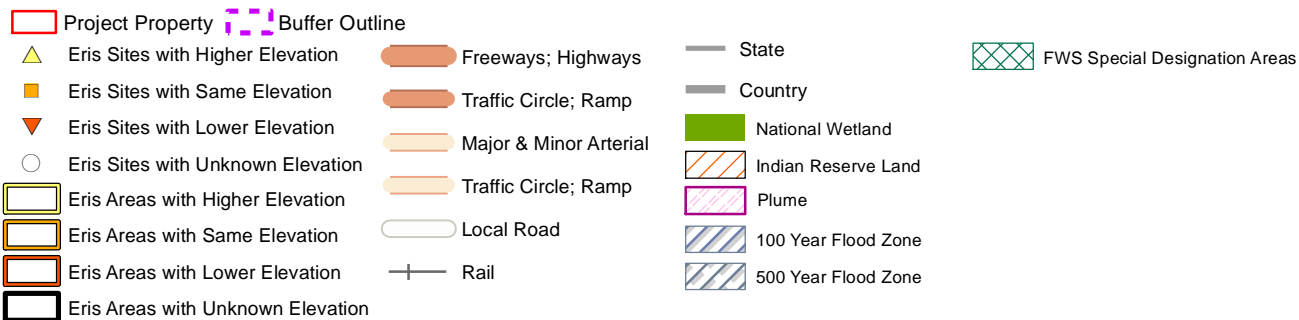 Project Property
Buffer Outline
Eris Sites with Higher Elevation
Eris Sites with Same Elevation
Eris Sites with Lower Elevation
Eris Sites with Unknown Elevation
Eris Areas with Higher Elevation
Eris Areas with Same Elevation
Eris Areas with Lower Elevation
Eris Areas with Unknown Elevation
Freeways; Highways
Traffic Circle; Ramp
Major & Minor Arterial
Traffic Circle; Ramp
Local Road
Rail
State
Country
National Wetland
Indian Reserve Land
Plume
100 Year Flood Zone
500 Year Flood Zone
FWS Special Designation Areas